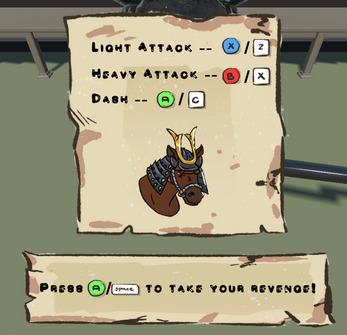 Light Attack -- X / Z
Heavy Attack -- B / X
Dash -- A / C
Press A / space to take your revenge!